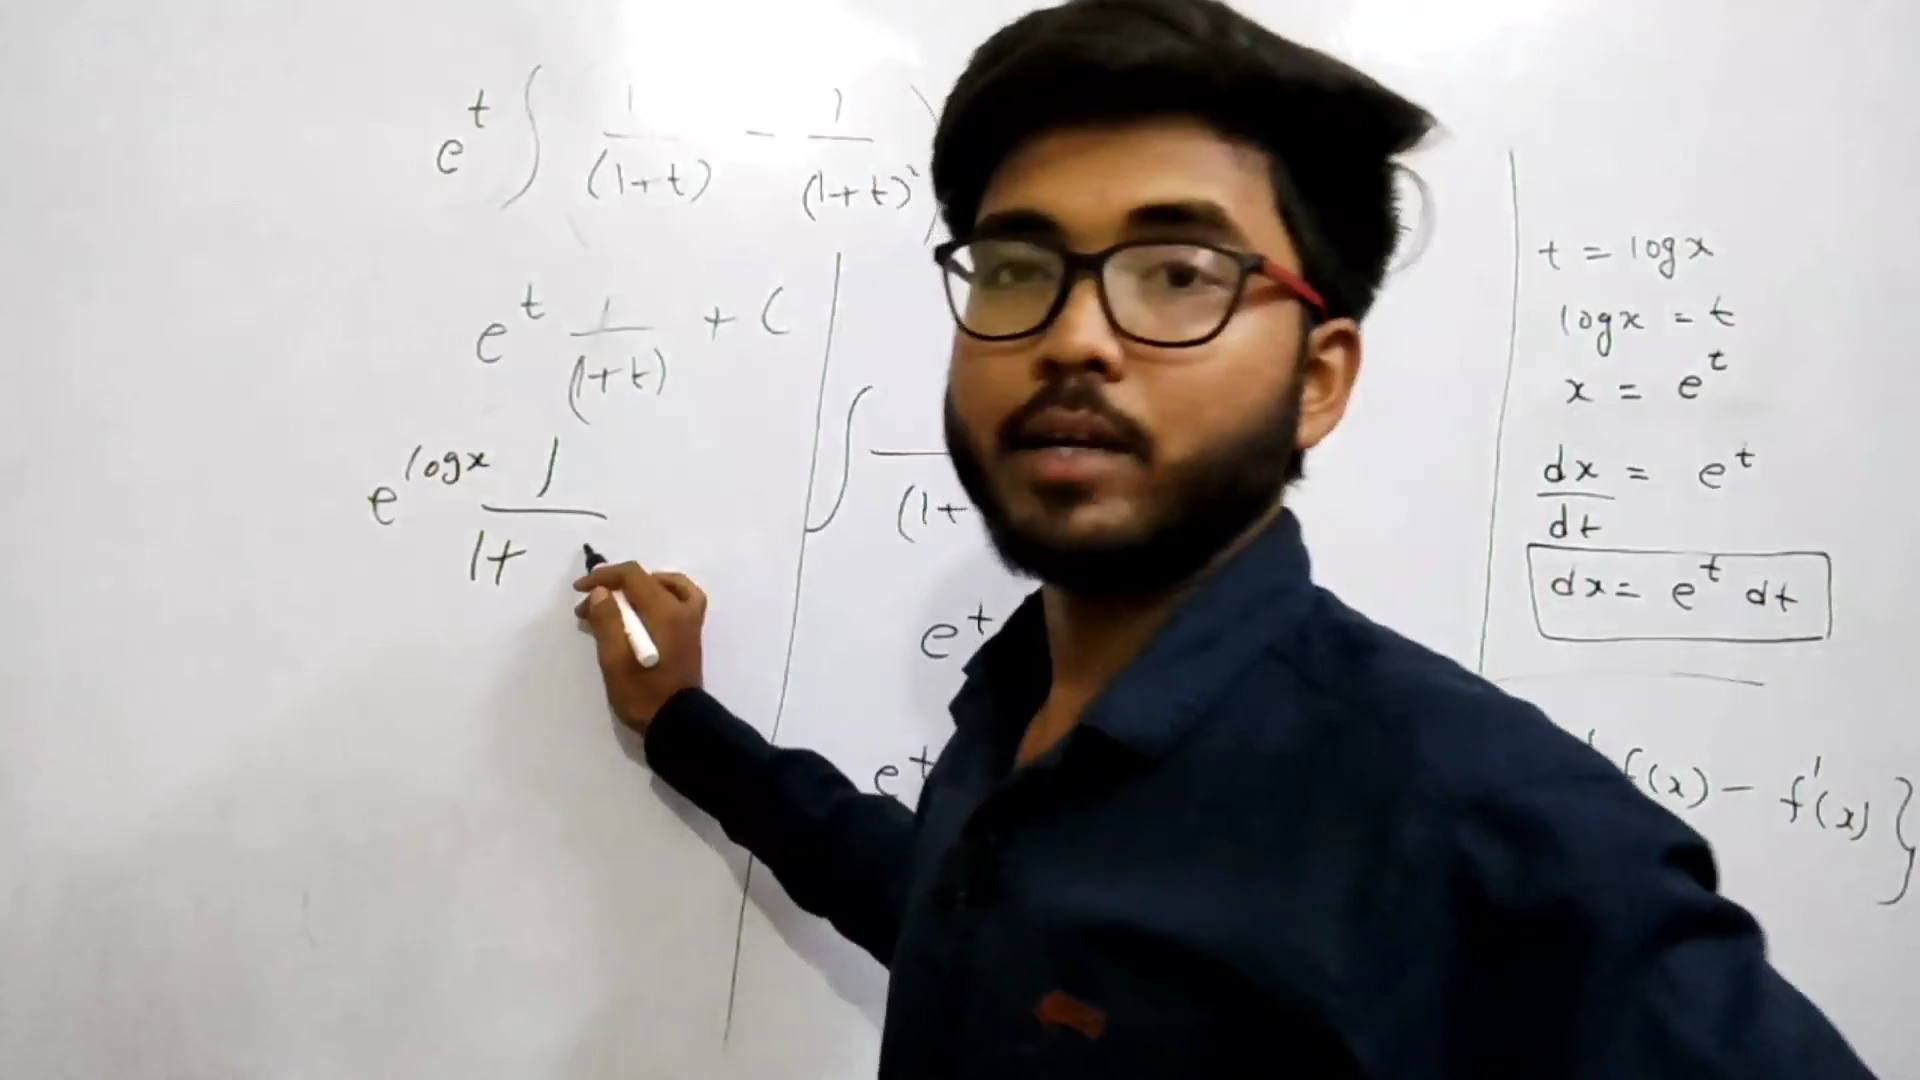 e^t ∫ 1/(1+t) - 1/(1+t)²
e^t 1/(1+t) + C
e^logx 1/1+
∫ (1+
e^t
e^t
t = logx
logx = t
x = e^t
dx/dt = e^t
dx = e^t dt
f(x) - f'(x) }